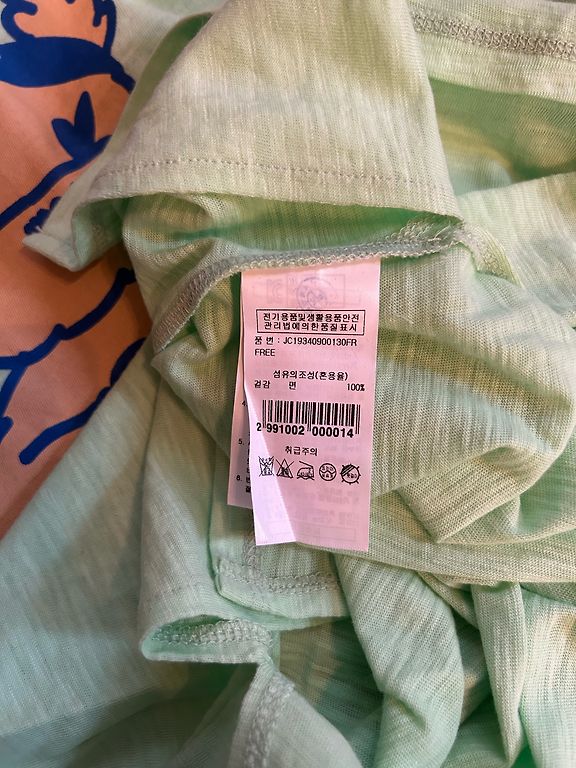 전기용품및생활용품안전
관리법에의한품질표시
품 번 : JC19340900130FR
FREE
섬유의조성(혼용율)
겉감 면 100%
2 991002 000014
취급주의
5.
6.